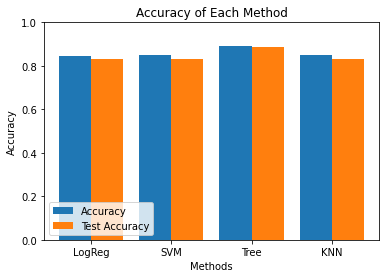 Accuracy of Each Method
1.0
0.8
0.6
0.4
0.2
0.0
Accuracy
Accuracy
Test Accuracy
LogReg SVM Tree KNN
Methods